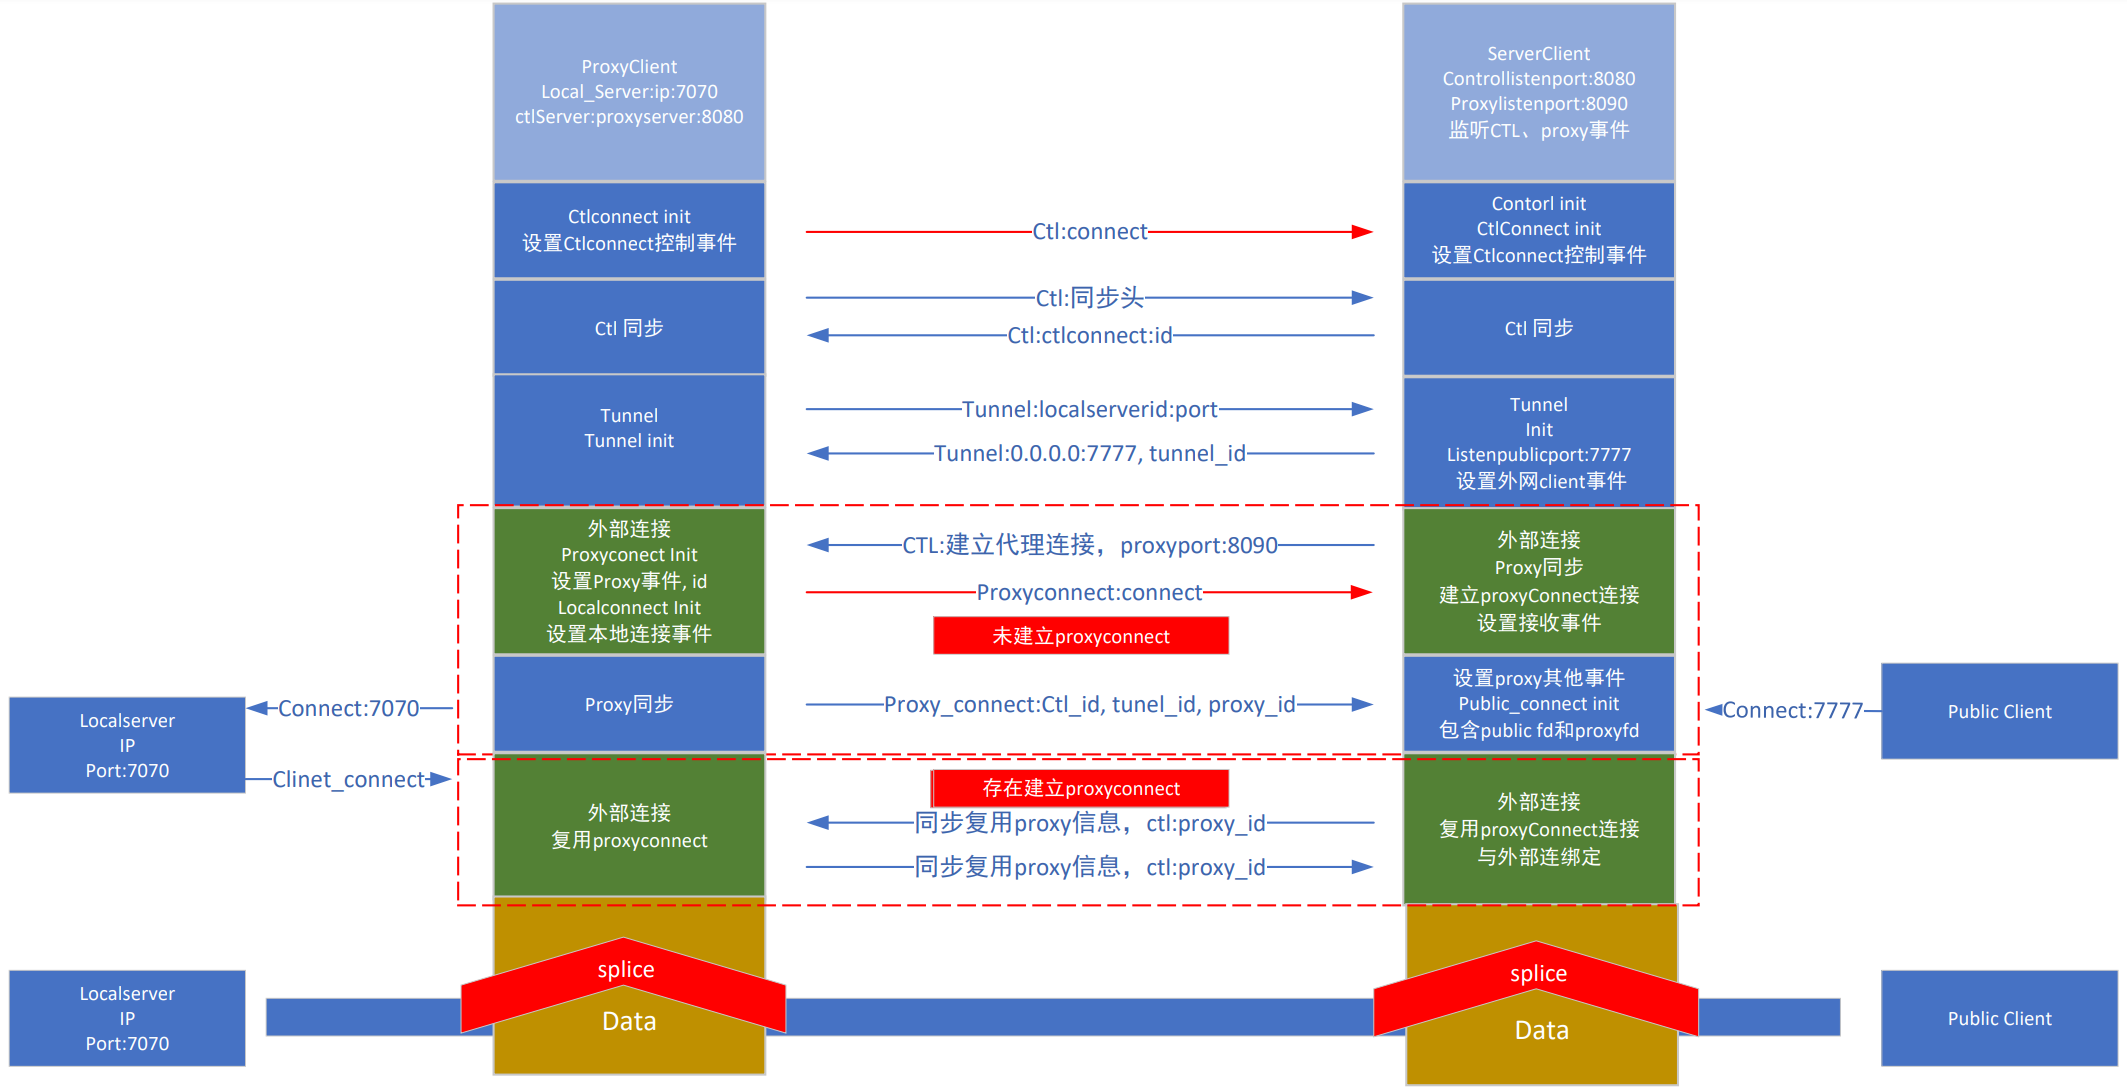 ProxyClient
Local_Server:ip:7070
ctlServer:proxyserver:8080
ServerClient
Controllistenport:8080
Proxylistenport:8090
监听CTL、proxy事件
Ctlconnect init
设置Ctlconnect控制事件
Ctl:connect
Contorl init
CtlConnect init
设置Ctlconnect控制事件
Ctl 同步
Ctl:同步头
Ctl:ctlconnect:id
Ctl 同步
Tunnel
Tunnel init
Tunnel:localserverid:port
Tunnel:0.0.0.0:7777, tunnel_id
Tunnel
Init
Listenpublicport:7777
设置外网client事件
外部连接
Proxyconect Init
设置Proxy事件, id
Localconnect Init
设置本地连接事件
CTL:建立代理连接，proxyport:8090
Proxyconnect:connect
未建立proxyconnect
外部连接
Proxy同步
建立proxyConnect连接
设置接收事件
Localserver
IP
Port:7070
Connect:7070
Clinet_connect
Proxy同步
Proxy_connect:Ctl_id, tunel_id, proxy_id
设置proxy其他事件
Public_connect init
包含public fd和proxyfd
Connect:7777
Public Client
外部连接
复用proxyconnect
存在建立proxyconnect
同步复用proxy信息，ctl:proxy_id
同步复用proxy信息，ctl:proxy_id
外部连接
复用proxyConnect连接
与外部连绑定
Localserver
IP
Port:7070
splice
Data
splice
Data
Public Client